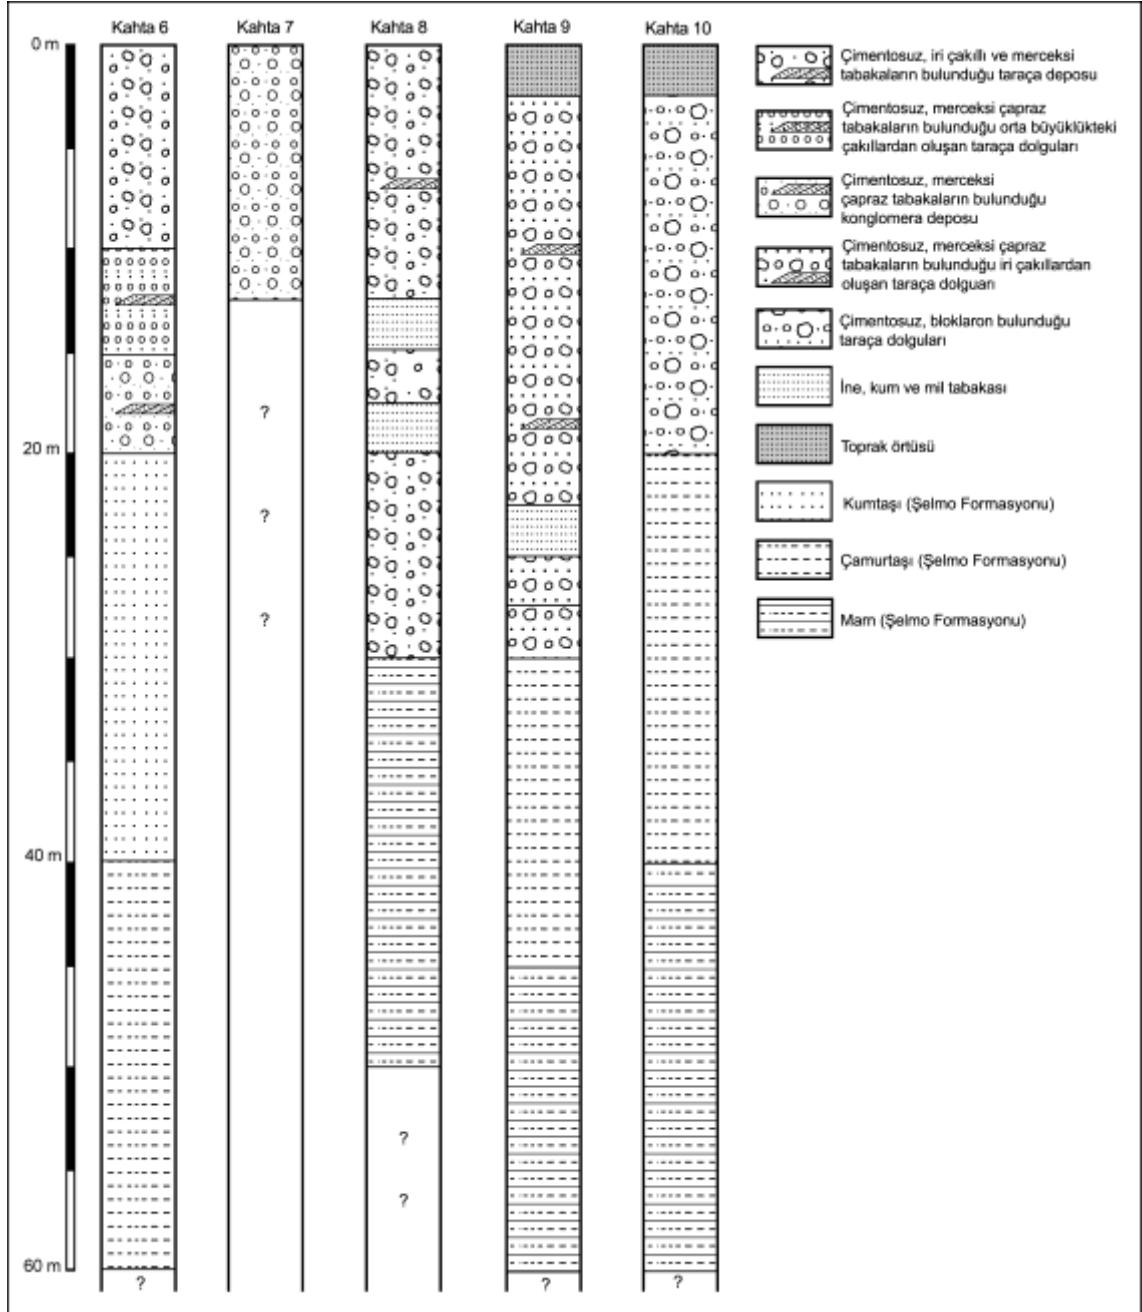 Kahta 6 Kahta 7 Kahta 8 Kahta 9 Kahta 10
0 m
20 m
40 m
60 m
?
?
?
?
?
?
?
?
Çimentosuz, iri çakıllı ve merceksi
tabakaların bulunduğu taraça deposu
Çimentosuz, merceksi çapraz
tabakaların bulunduğu orta büyüklükteki
çakıllardan oluşan taraça dolguları
Çimentosuz, merceksi
çapraz tabakaların bulunduğu
konglomera deposu
Çimentosuz, merceksi çapraz
tabakaların bulunduğu iri çakıllardan
oluşan taraça dolguarı
Çimentosuz, bloklaron bulunduğu
taraça dolguları
İne, kum ve mil tabakası
Toprak örtüsü
Kumtaşı (Şelmo Formasyonu)
Çamurtaşı (Şelmo Formasyonu)
Marn (Şelmo Formasyonu)